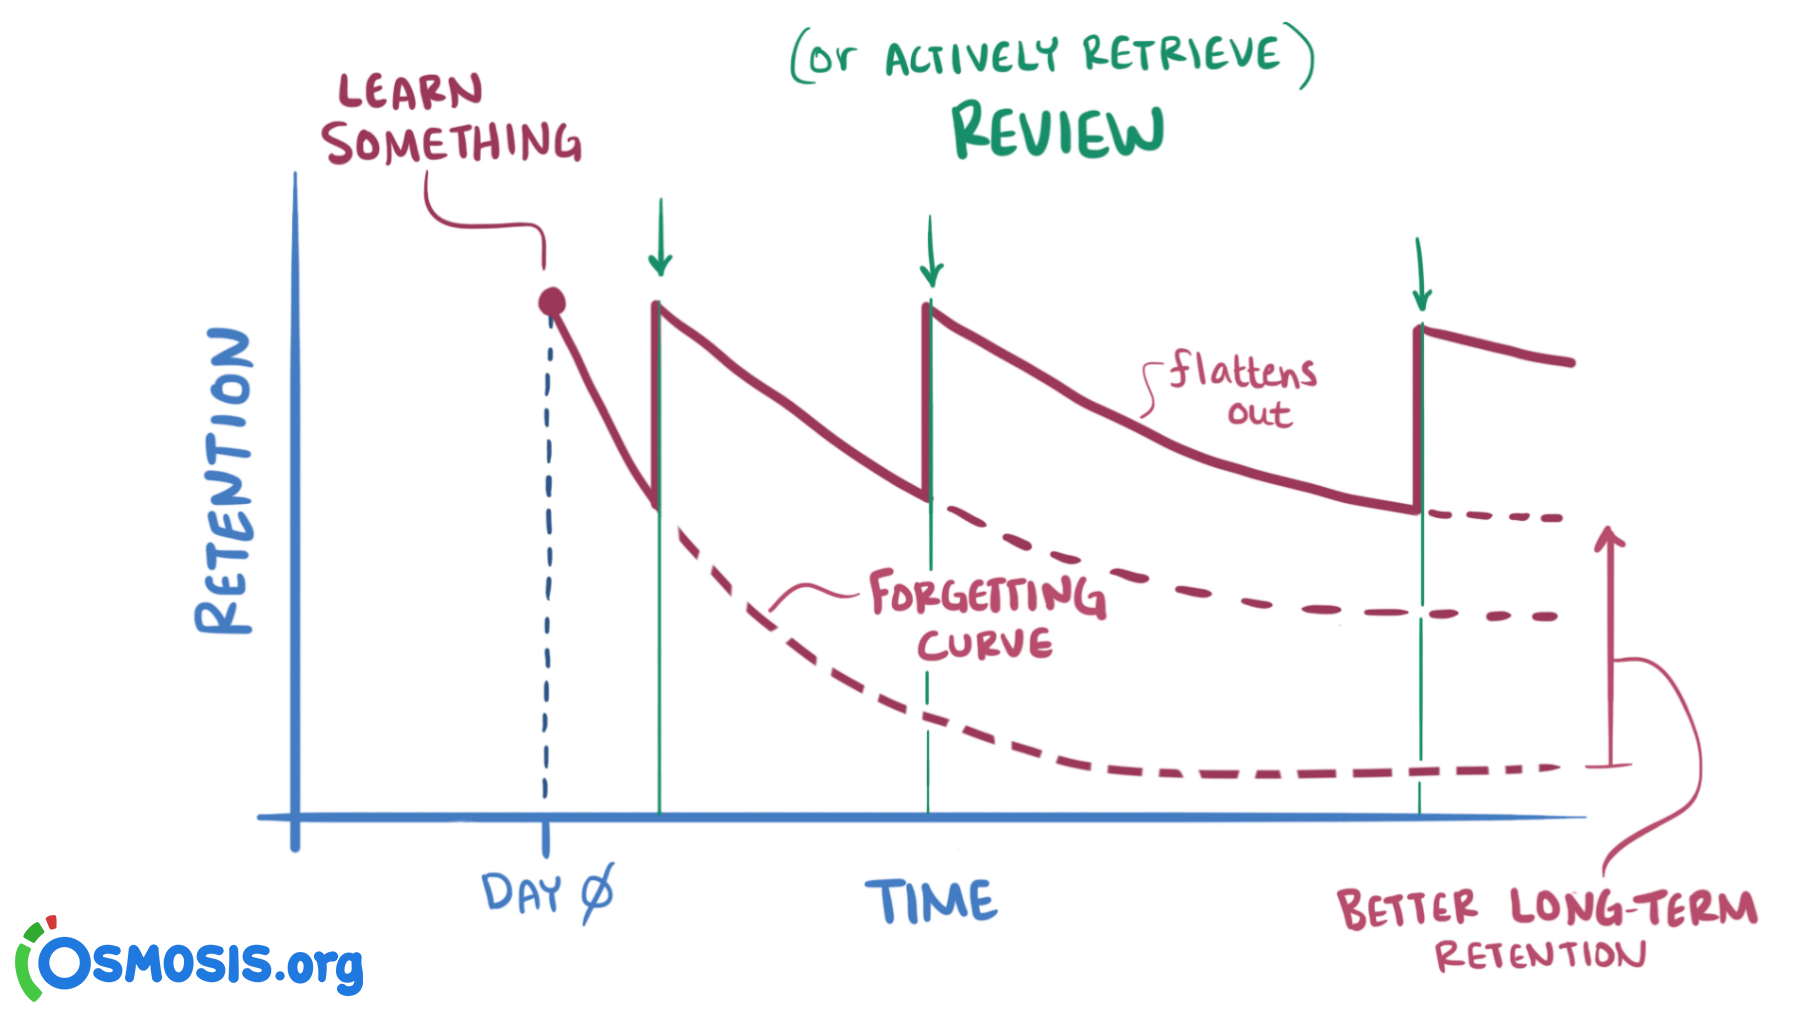 (or ACTIVELY RETRIEVE)
REVIEW
LEARN
SOMETHING
flattens
out
RETENTION
FORGETTING
CURVE
DAY 0
TIME
BETTER LONG-TERM
RETENTION
OSMOSIS.org